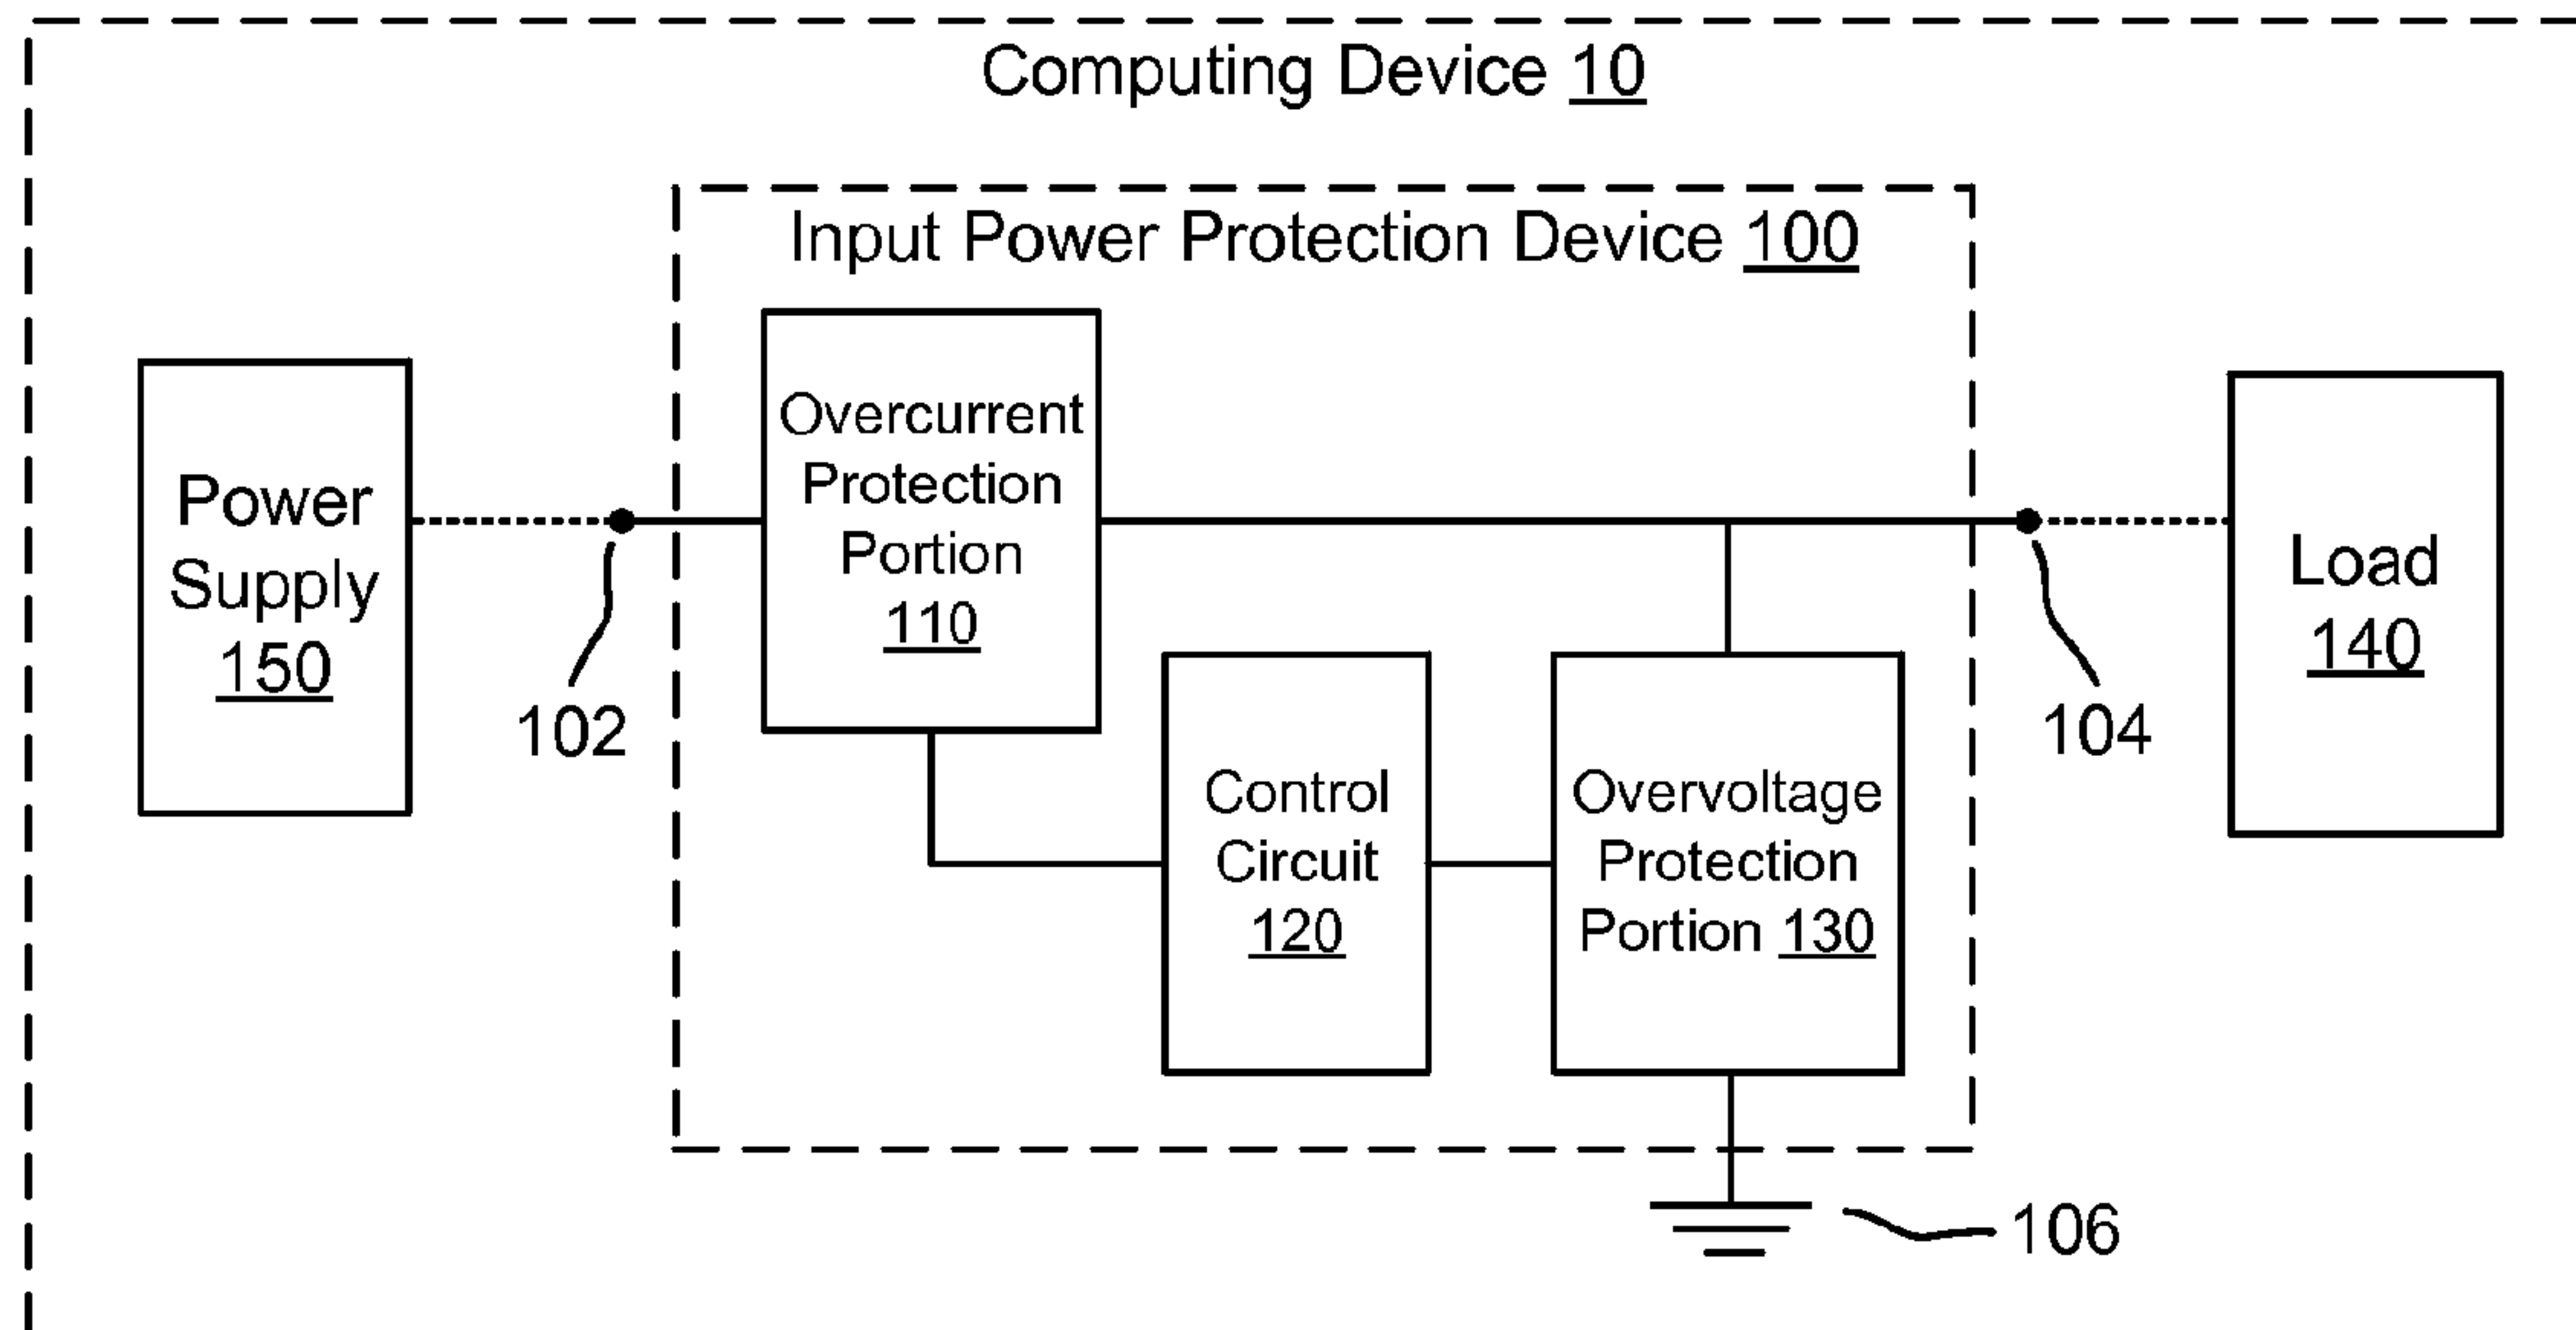 Computing Device 10
Input Power Protection Device 100
Power
Supply
150
102
Overcurrent
Protection
Portion
110
Control
Circuit
120
Overvoltage
Protection
Portion 130
104
Load
140
106